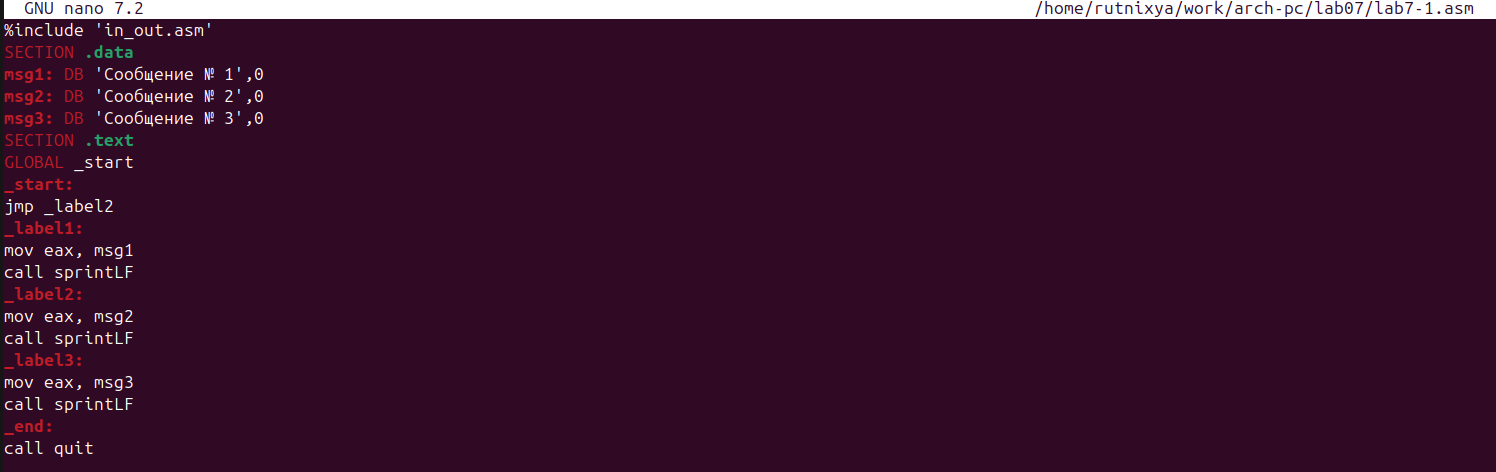 GNU nano 7.2 /home/rutnixya/work/arch-pc/lab07/lab7-1.asm
%include 'in_out.asm'
SECTION .data
msg1: DB 'Сообщение № 1',0
msg2: DB 'Сообщение № 2',0
msg3: DB 'Сообщение № 3',0
SECTION .text
GLOBAL _start
_start:
jmp _label2
_label1:
mov eax, msg1
call sprintLF
_label2:
mov eax, msg2
call sprintLF
_label3:
mov eax, msg3
call sprintLF
_end:
call quit